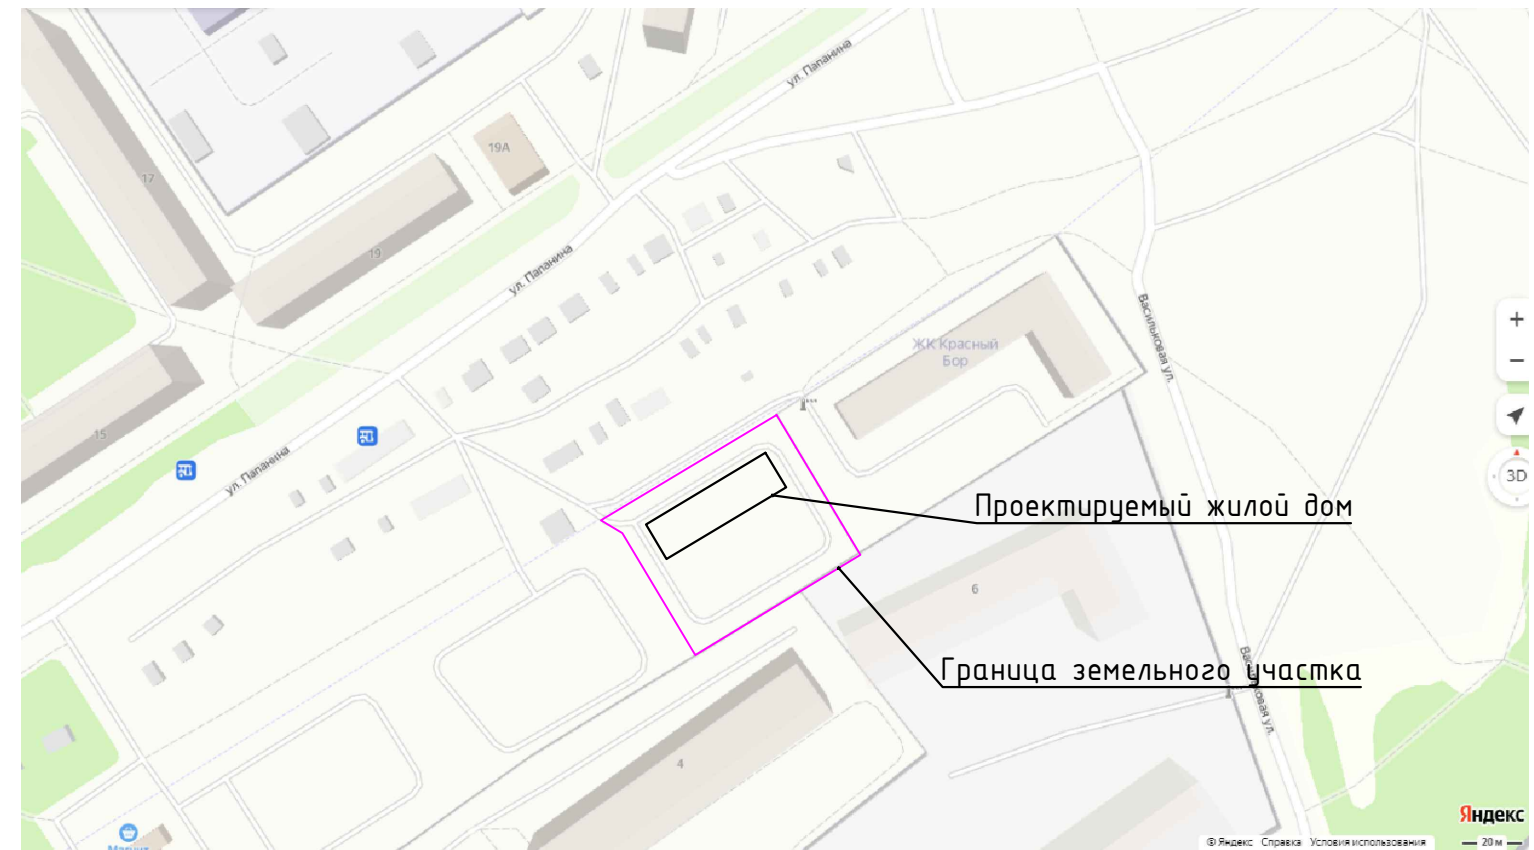 ул. Папанина
19А
17
19
ул. Папанина
Васильковая ул.
ЖК Красный
Бор
15
ул. Папанина
3D
Проектируемый жилой дом
6
Граница земельного участка
Васильковая ул.
4
Яндекс
Магнит
© Яндекс Справка Условия использования
20 м